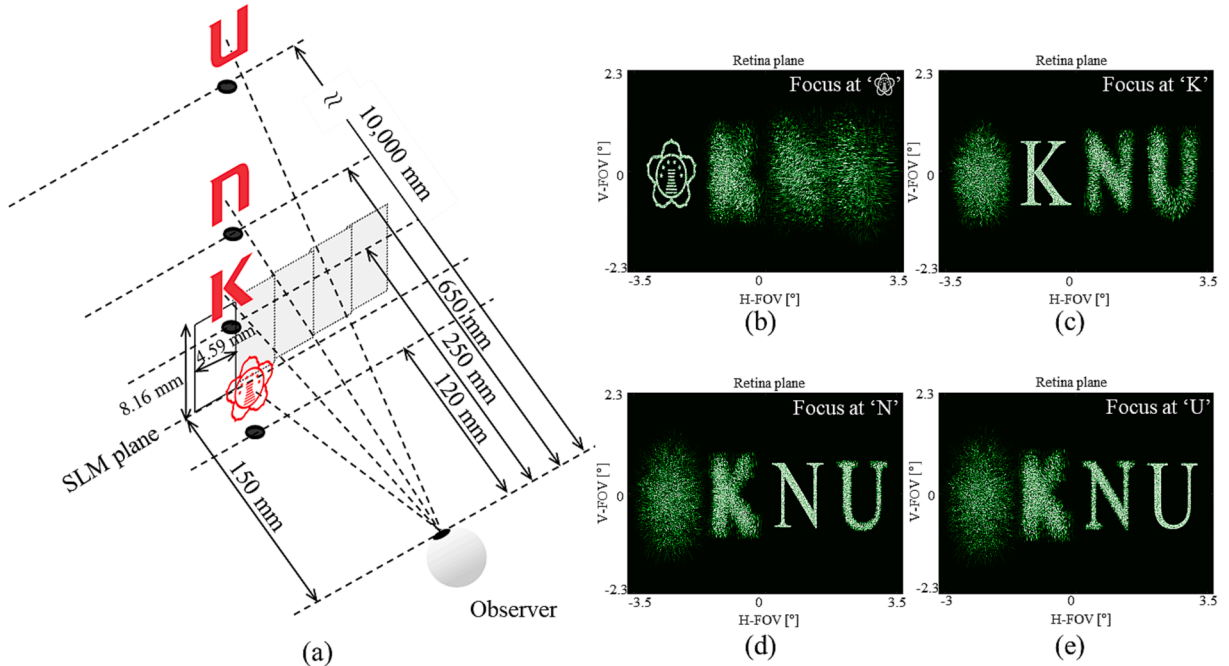 U
n
K
10,000 mm
650 mm
250 mm
120 mm
150 mm
4.59 mm
8.16 mm
SLM plane
Observer
(a)
Retina plane
2.3
Focus at ‘ ’
V-FOV [°]
0
K
-2.3
-3.5
0
3.5
H-FOV [°]
(b)
Retina plane
2.3
Focus at ‘K’
V-FOV [°]
0
K N U
-2.3
-3.5
0
3.5
H-FOV [°]
(c)
Retina plane
2.3
Focus at ‘N’
V-FOV [°]
0
K N U
-2.3
-3.5
0
3.5
H-FOV [°]
(d)
Retina plane
2.3
Focus at ‘U’
V-FOV [°]
0
K N U
-2.3
-3
0
3.5
H-FOV [°]
(e)